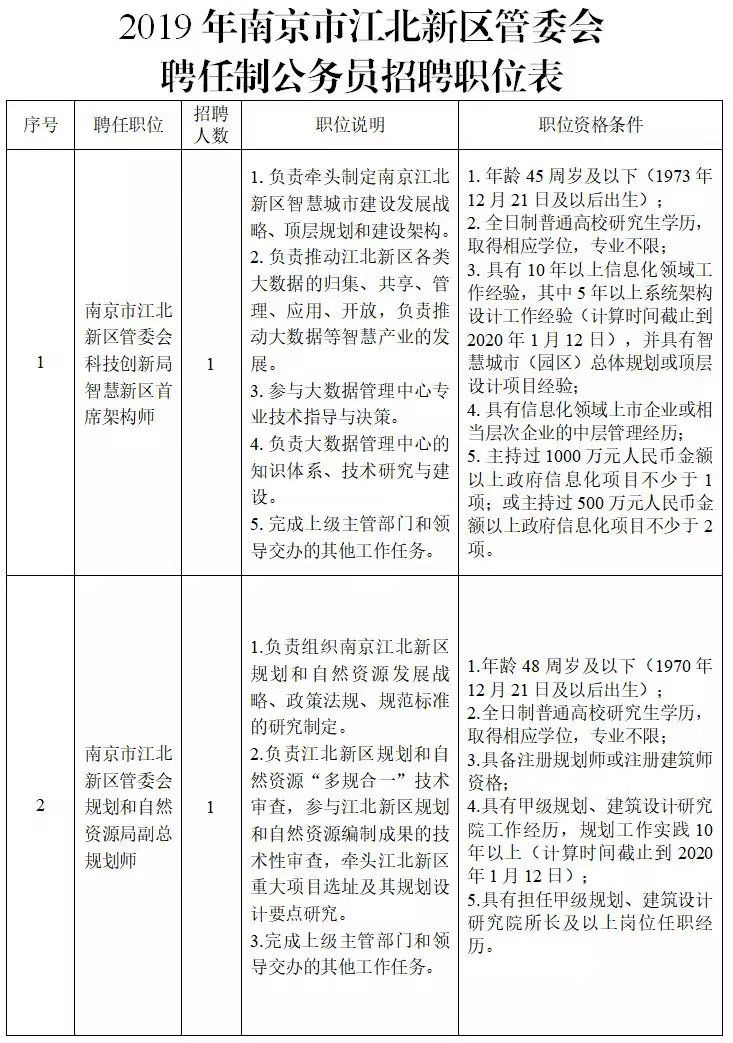 2019 年南京市江北新区管委会
聘任制公务员招聘职位表
序号
聘任职位
招聘
人数
职位说明
职位资格条件
1
南京市江北
新区管委会
科技创新局
智慧新区首
席架构师
1
1. 负责牵头制定南京江北
新区智慧城市建设发展战
略、顶层规划和建设架构。
2. 负责推动江北新区各类
大数据的归集、共享、管
理、应用、开放，负责推
动大数据等智慧产业的发
展。
3. 参与大数据管理中心专
业技术指导与决策。
4. 负责大数据管理中心的
知识体系、技术研究与建
设。
5. 完成上级主管部门和领
导交办的其他工作任务。
1. 年龄 45 周岁及以下（1973 年
12 月 21 日及以后出生）；
2. 全日制普通高校研究生学历，
取得相应学位，专业不限；
3. 具有 10 年以上信息化领域工
作经验，其中 5 年以上系统架构
设计工作经验（计算时间截止到
2020 年 1 月 12 日），并具有智
慧城市（园区）总体规划或顶层
设计项目经验；
4. 具有信息化领域上市企业或相
当层次企业的中层管理经历；
5. 主持过 1000 万元人民币金额
以上政府信息化项目不少于 1
项；或主持过 500 万元人民币金
额以上政府信息化项目不少于 2
项。
2
南京市江北
新区管委会
规划和自然
资源局副总
规划师
1
1.负责组织南京江北新区
规划和自然资源发展战
略、政策法规、规范标准
的研究制定。
2.负责江北新区规划和自
然资源“多规合一”技术
审查，参与江北新区规划
和自然资源编制成果的技
术性审查，牵头江北新区
重大项目选址及其规划设
计要点研究。
3.完成上级主管部门和领
导交办的其他工作任务。
1.年龄 48 周岁及以下（1970 年
12 月 21 日及以后出生）；
2.全日制普通高校研究生学历，
取得相应学位，专业不限；
3.具备注册规划师或注册建筑师
资格；
4.具有甲级规划、建筑设计研究
院工作经历，规划工作实践 10
年以上（计算时间截止到 2020
年 1 月 12 日）；
5.具有担任甲级规划、建筑设计
研究院所长及以上岗位任职经
历。